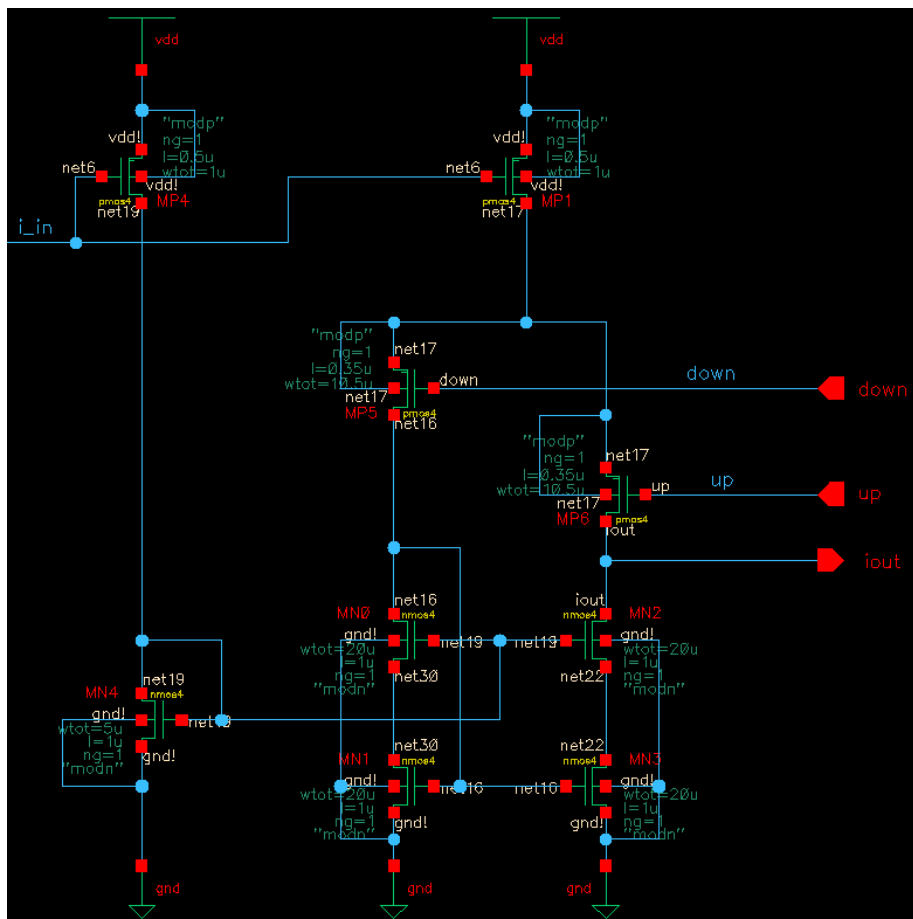 vdd
vdd
"modp"
ng=1
l=0.5u
wtot=1u
vdd!
net6
vdd!
pmos4
MP4
net19
"modp"
ng=1
l=0.5u
wtot=1u
vdd!
net6
vdd!
pmos4
MP1
net17
i_in
"modp"
ng=1
l=0.35u
wtot=10.5u
net17
down
net17
MP5
pmos4
net16
down
down
"modp"
ng=1
l=0.35u
wtot=10.5u
net17
up
net17
MP6
pmos4
iout
up
up
iout
net16
MN0
nmos4
gnd!
net19
wtot=20u
l=1u
ng=1
"modn"
net30
iout
nmos4
MN2
net19
gnd!
wtot=20u
l=1u
ng=1
"modn"
net22
net19
MN4
nmos4
gnd!
net19
wtot=5u
l=1u
ng=1
"modn"
gnd!
net30
MN1
nmos4
gnd!
net16
wtot=20u
l=1u
ng=1
"modn"
gnd!
net22
nmos4
MN3
net16
gnd!
wtot=20u
l=1u
ng=1
"modn"
gnd!
gnd
gnd
gnd